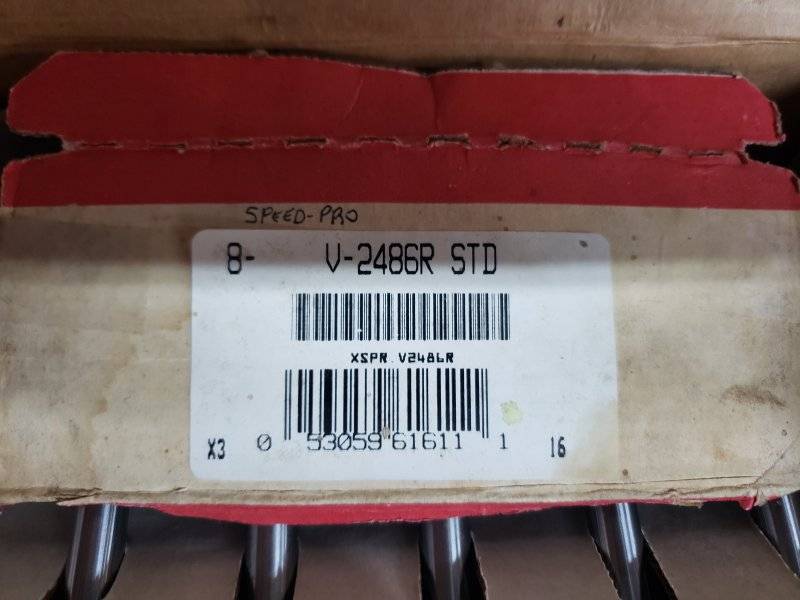 SPEED-PRO
8- V-2486R STD
XSPR V2486R
X3 0 53059 61611 1 16